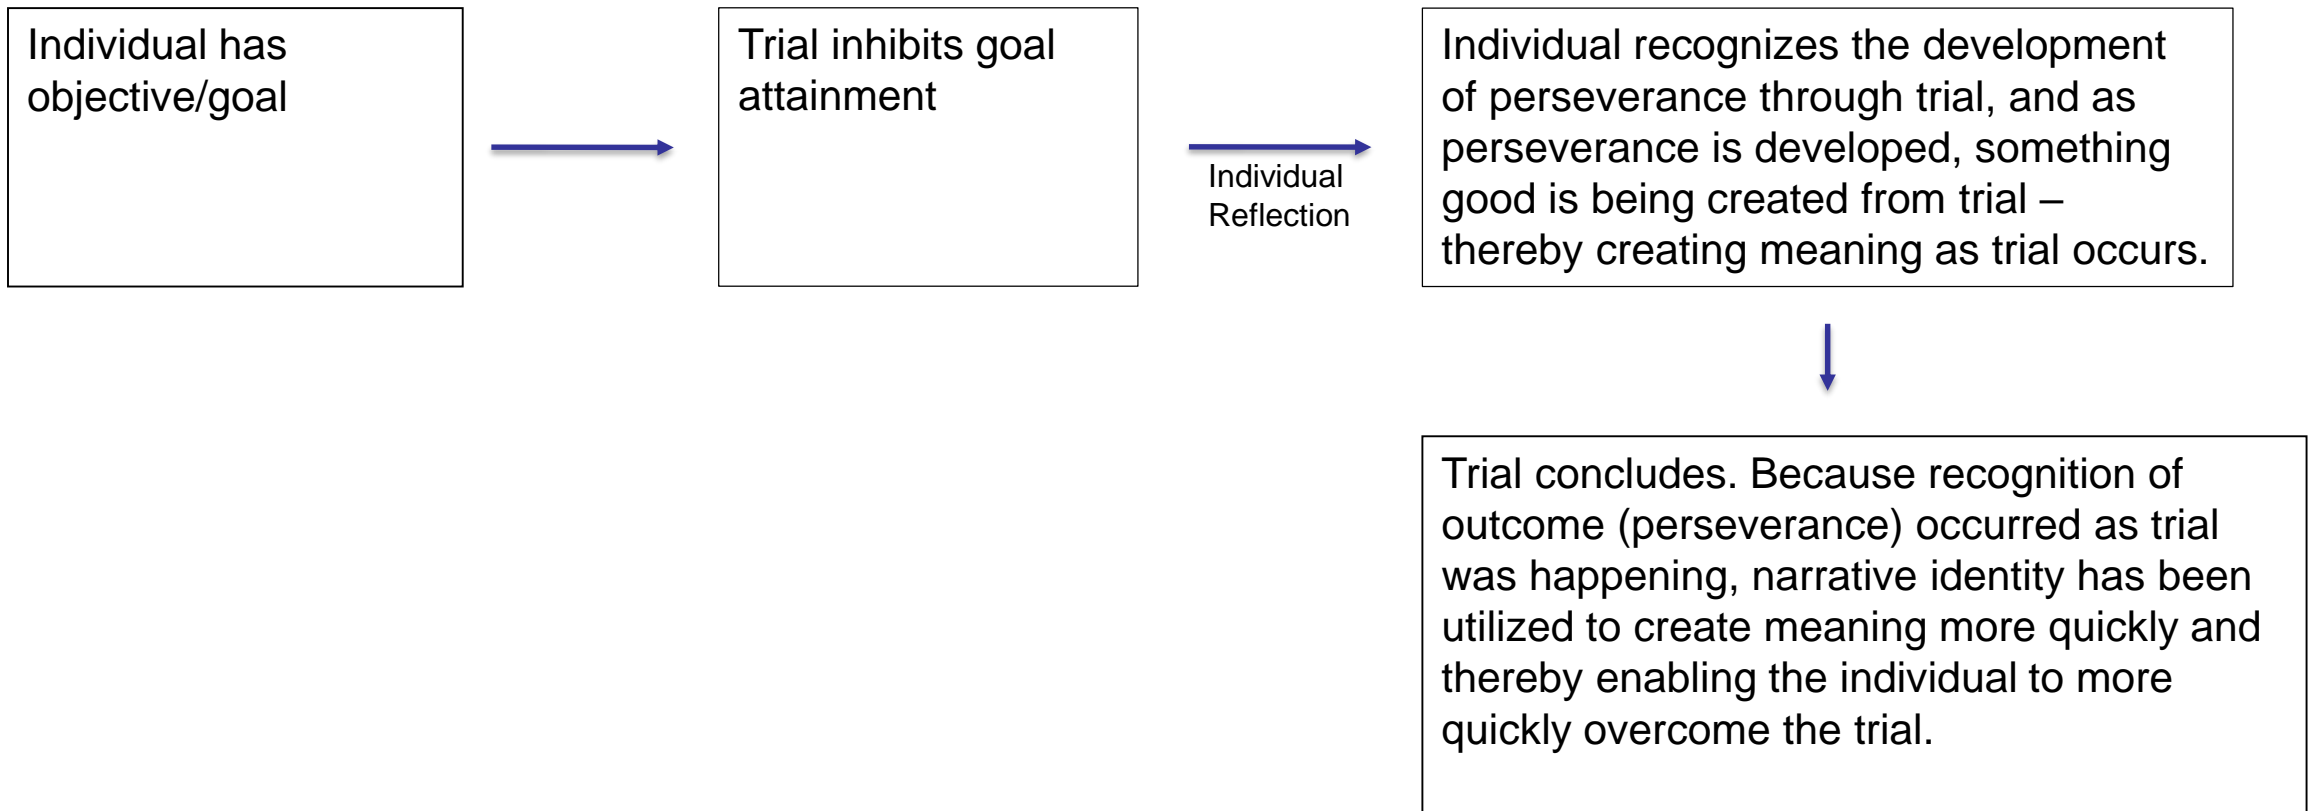 Individual has
objective/goal
Trial inhibits goal
attainment
Individual
Reflection
Individual recognizes the development
of perseverance through trial, and as
perseverance is developed, something
good is being created from trial –
thereby creating meaning as trial occurs.
Trial concludes. Because recognition of
outcome (perseverance) occurred as trial
was happening, narrative identity has been
utilized to create meaning more quickly and
thereby enabling the individual to more
quickly overcome the trial.